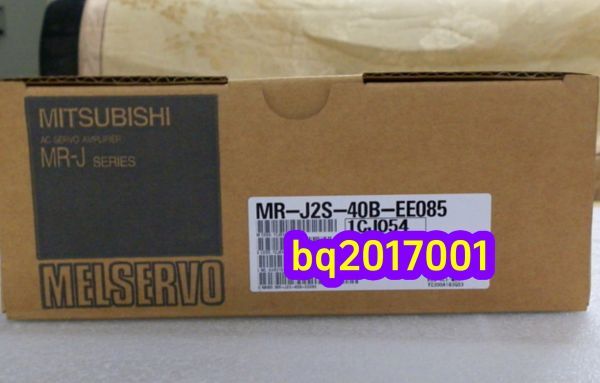 MITSUBISHI
AC SERVO AMPLIFIER
MR-J SERIES
MELSERVO
MR-J2S-40B-EE085
1CJ054
bq2017001